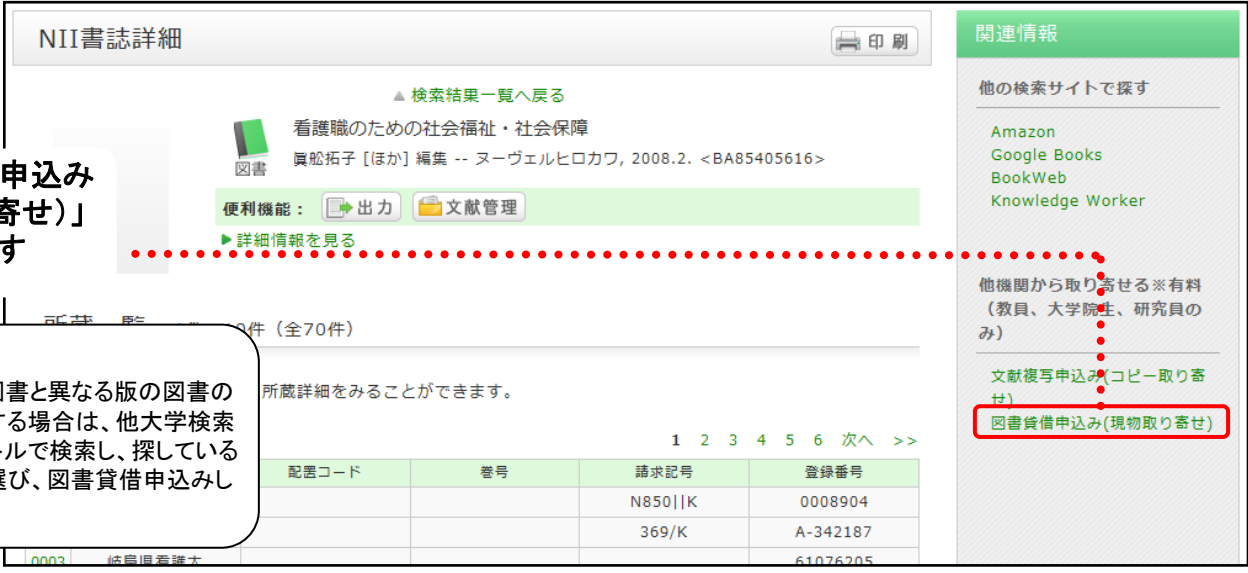 NII書誌詳細
印 刷
▲ 検索結果一覧へ戻る
図書
看護職のための社会福祉・社会保障
眞舩拓子 [ほか] 編集 -- ヌーヴェルヒロカワ, 2008.2. <BA85405616>
便利機能： 出力 文献管理
▶詳細情報を見る
申込み
寄せ）」
す
件（全70件）
図書と異なる版の図書の
する場合は、他大学検索
トルで検索し、探している
選び、図書貸借申込みし
所蔵詳細をみることができます。
1 2 3 4 5 6 次へ >>
配置コード 巻号 請求記号 登録番号
N850||K 0008904
369/K A-342187
0003 岐阜県看護大 61076205
関連情報
他の検索サイトで探す
Amazon
Google Books
BookWeb
Knowledge Worker
他機関から取り寄せる※有料
（教員、大学院生、研究員の
み）
文献複写申込み(コピー取り寄
せ)
図書貸借申込み(現物取り寄せ)